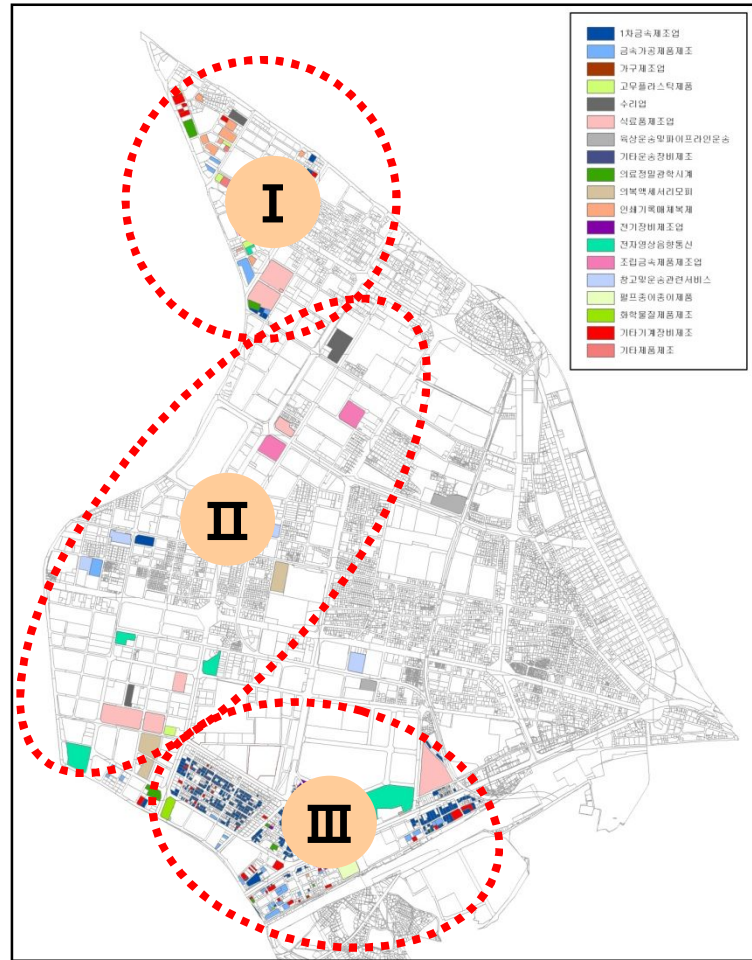 1차금속제조업
금속가공제품제조
가구제조업
고무플라스틱제품
수리업
식료품제조업
육상운송및파이프라인운송
기타운송장비제조
의료정밀광학시계
의복액세서리모피
인쇄기록매체복제
전기장비제조업
전자영상음향통신
조립금속제품제조업
창고및운송관련서비스
펄프종이종이제품
화학물질제품제조
기타기계장비제조
기타제품제조
I
II
III